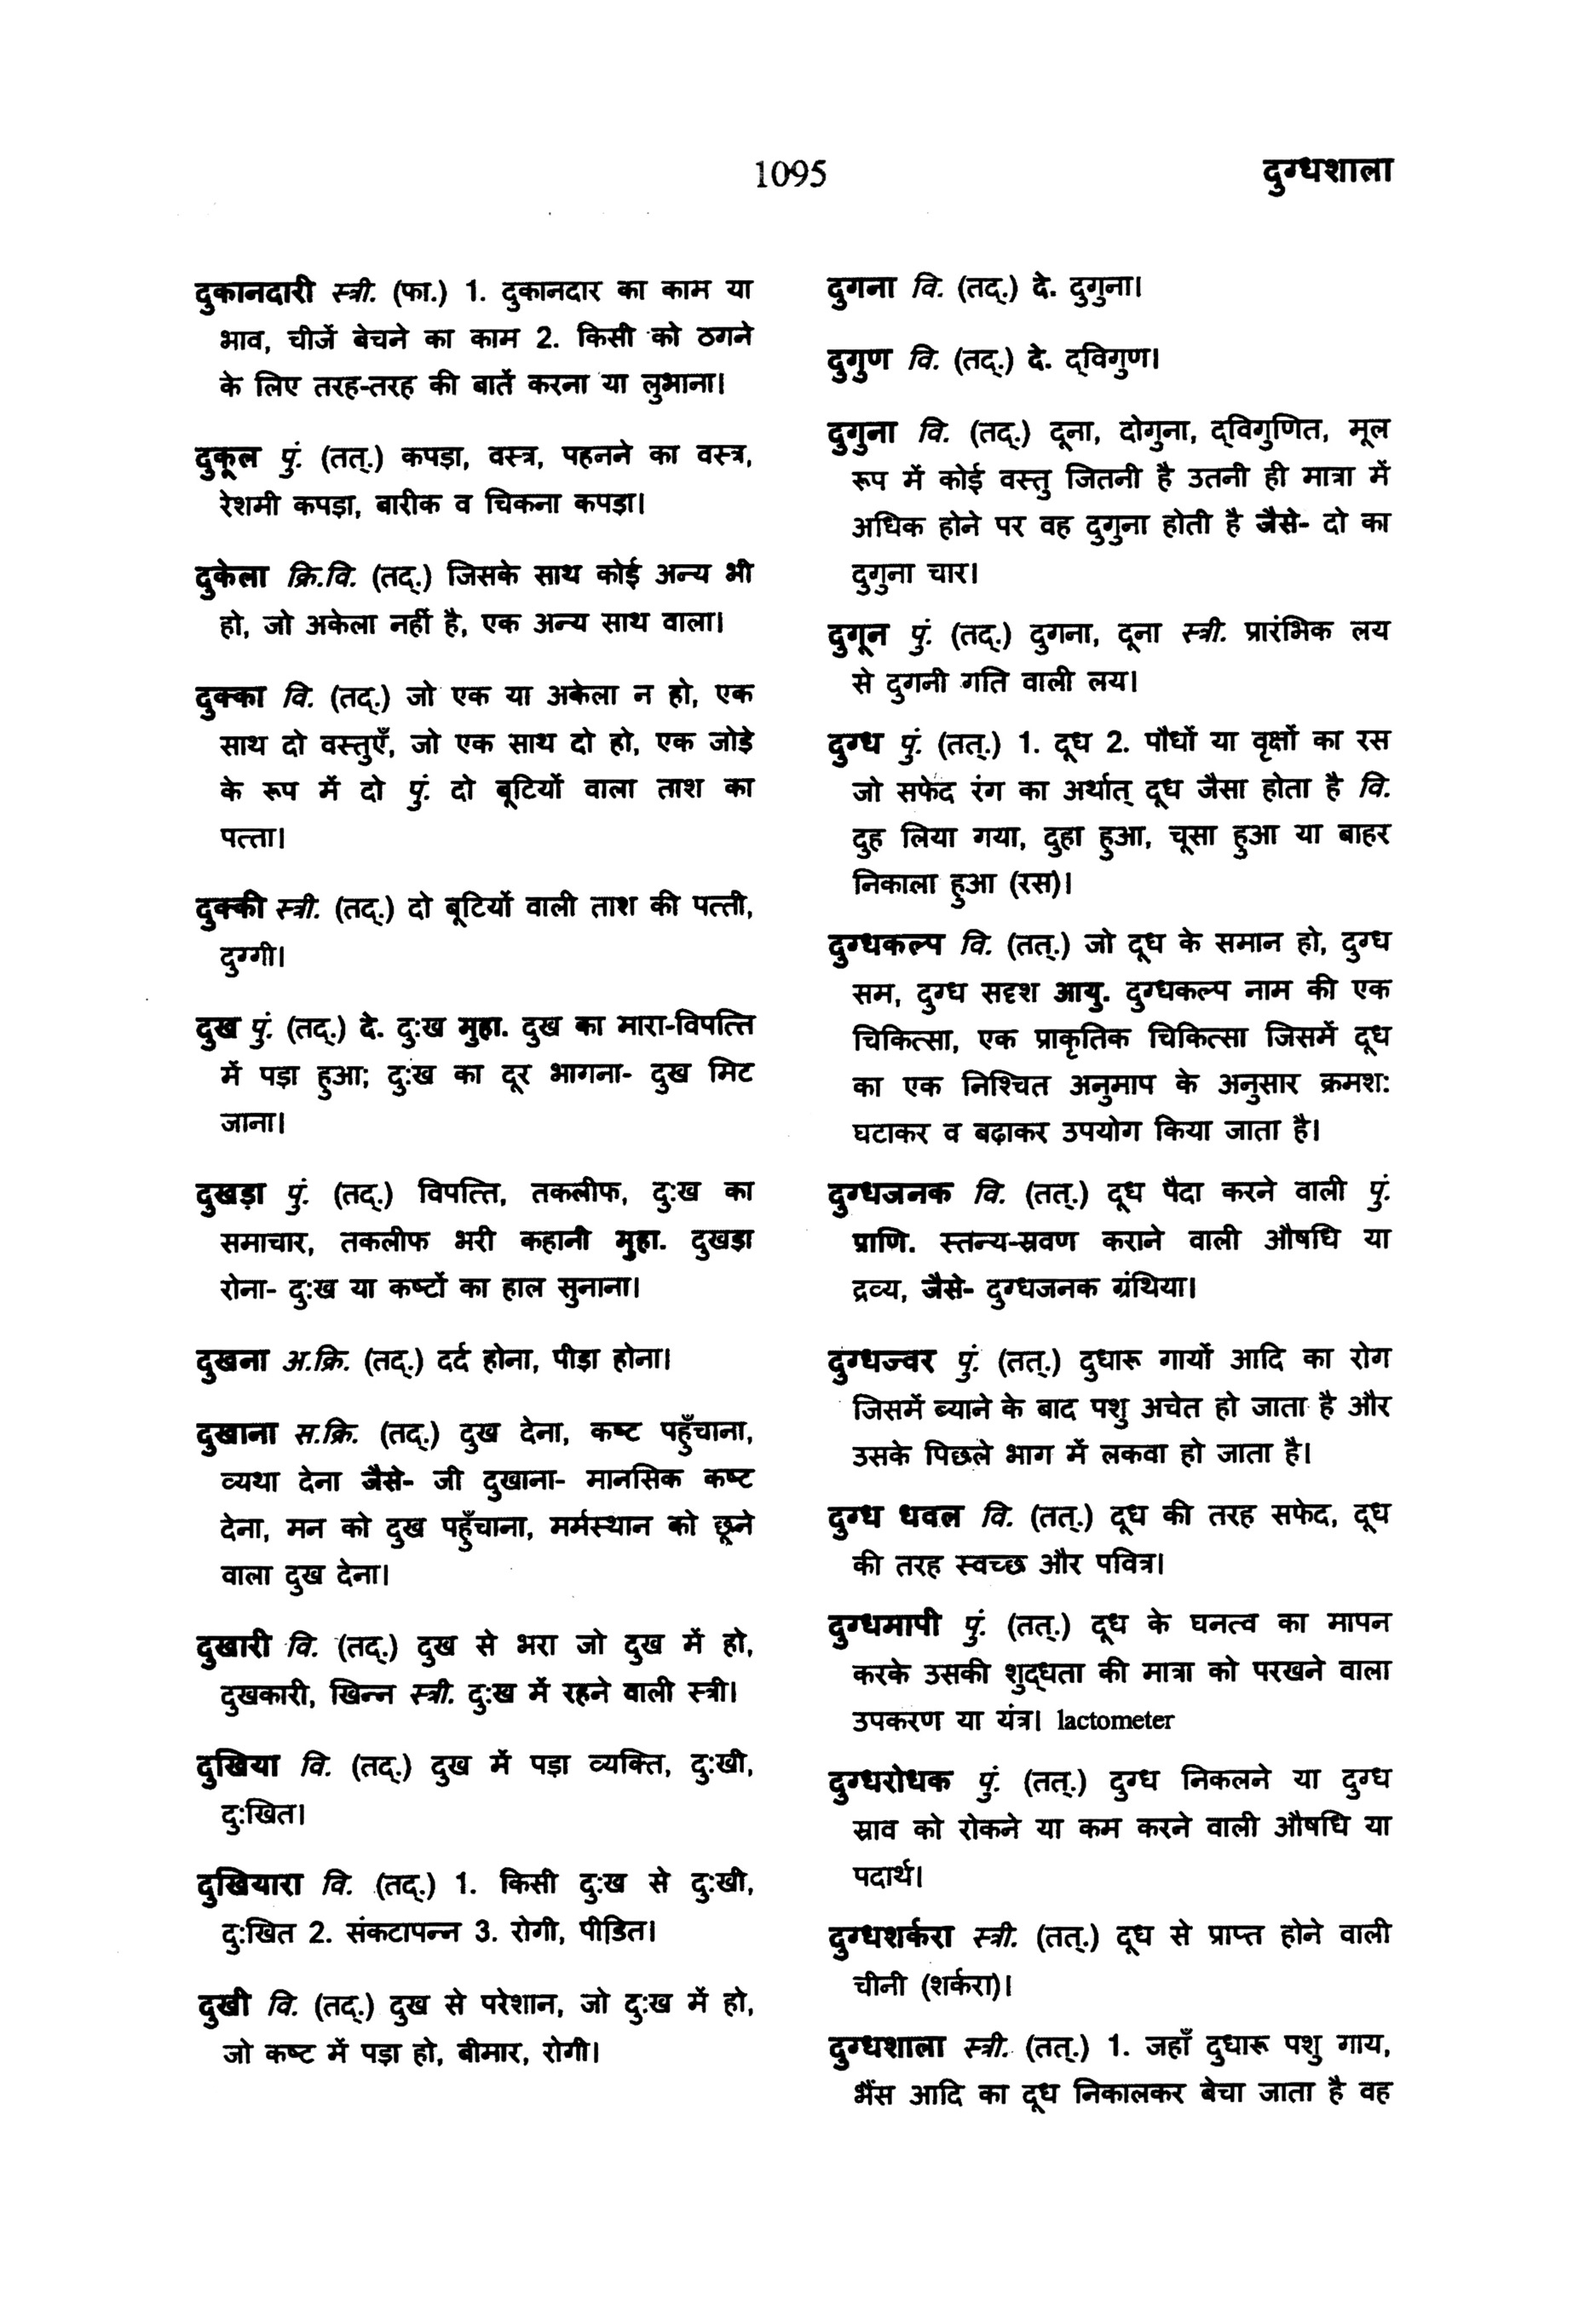 1095
दुग्धशाला
दुकानदारी स्त्री. (फा.) 1. दुकानदार का काम या
भाव, चीजें बेचने का काम 2. किसी को ठगने
के लिए तरह-तरह की बातें करना या लुभाना।
दुकूल पुं. (तत्.) कपड़ा, वस्त्र, पहनने का वस्त्र,
रेशमी कपड़ा, बारीक व चिकना कपड़ा।
दुकेला क्रि.वि. (तद्.) जिसके साथ कोई अन्य भी
हो, जो अकेला नहीं है, एक अन्य साथ वाला।
दुक्का वि. (तद्.) जो एक या अकेला न हो, एक
साथ दो वस्तुएँ, जो एक साथ दो हो, एक जोड़े
के रूप में दो पुं. दो बूटियों वाला ताश का
पत्ता।
दुक्की स्त्री. (तद्.) दो बूटियों वाली ताश की पत्ती,
दुग्गी।
दुख पुं. (तद्.) दे. दु:ख मुहा. दुख का मारा-विपत्ति
में पड़ा हुआ; दु:ख का दूर भागना- दुख मिट
जाना।
दुखड़ा पुं. (तद्.) विपत्ति, तकलीफ, दु:ख का
समाचार, तकलीफ भरी कहानी मुहा. दुखड़ा
रोना- दु:ख या कष्टों का हाल सुनाना।
दुखना अ.क्रि. (तद्.) दर्द होना, पीड़ा होना।
दुखाना स.क्रि. (तद्.) दुख देना, कष्ट पहुँचाना,
व्यथा देना जैसे- जी दुखाना- मानसिक कष्ट
देना, मन को दुख पहुँचाना, मर्मस्थान को छूने
वाला दुख देना।
दुखारी वि. (तद्.) दुख से भरा जो दुख में हो,
दुखकारी, खिन्न स्त्री. दु:ख में रहने वाली स्त्री।
दुखिया वि. (तद्.) दुख में पड़ा व्यक्ति, दु:खी,
दु:खित।
दुखियारा वि. (तद्.) 1. किसी दु:ख से दु:खी,
दु:खित 2. संकटापन्न 3. रोगी, पीडि़त।
दुखी वि. (तद्.) दुख से परेशान, जो दु:ख में हो,
जो कष्ट में पड़ा हो, बीमार, रोगी।
दुगना वि. (तद्.) दे. दुगुना।
दुगुण वि. (तद्.) दे. द्‌विगुण।
दुगुना वि. (तद्.) दूना, दोगुना, द्‌विगुणित, मूल
रूप में कोई वस्तु जितनी है उतनी ही मात्रा में
अधिक होने पर वह दुगुना होती है जैसे- दो का
दुगुना चार।
दुगून पुं. (तद्.) दुगना, दूना स्त्री. प्रारंभिक लय
से दुगनी गति वाली लय।
दुग्ध पुं. (तत्.) 1. दूध 2. पौधों या वृक्षों का रस
जो सफेद रंग का अर्थात् दूध जैसा होता है वि.
दुह लिया गया, दुहा हुआ, चूसा हुआ या बाहर
निकाला हुआ (रस)।
दुग्धकल्प वि. (तत्.) जो दूध के समान हो, दुग्ध
सम, दुग्ध सदृश आयु. दुग्धकल्प नाम की एक
चिकित्सा, एक प्राकृतिक चिकित्सा जिसमें दूध
का एक निश्चित अनुमाप के अनुसार क्रमश:
घटाकर व बढ़ाकर उपयोग किया जाता है।
दुग्धजनक वि. (तत्.) दूध पैदा करने वाली पुं.
प्राणि. स्तन्य-स्रवण कराने वाली औषधि या
द्रव्य, जैसे- दुग्धजनक ग्रंथिया।
दुग्धज्वर पुं. (तत्.) दुधारू गायों आदि का रोग
जिसमें ब्याने के बाद पशु अचेत हो जाता है और
उसके पिछले भाग में लकवा हो जाता है।
दुग्ध धवल वि. (तत्.) दूध की तरह सफेद, दूध
की तरह स्वच्छ और पवित्र।
दुग्धमापी पुं. (तत्.) दूध के घनत्व का मापन
करके उसकी शुद्‌धता की मात्रा को परखने वाला
उपकरण या यंत्र। lactometer
दुग्धरोधक पुं. (तत्.) दुग्ध निकलने या दुग्ध
स्राव को रोकने या कम करने वाली औषधि या
पदार्थ।
दुग्धशर्करा स्त्री. (तत्.) दूध से प्राप्त होने वाली
चीनी (शर्करा)।
दुग्धशाला स्त्री. (तत्.) 1. जहाँ दुधारू पशु गाय,
भैंस आदि का दूध निकालकर बेचा जाता है वह